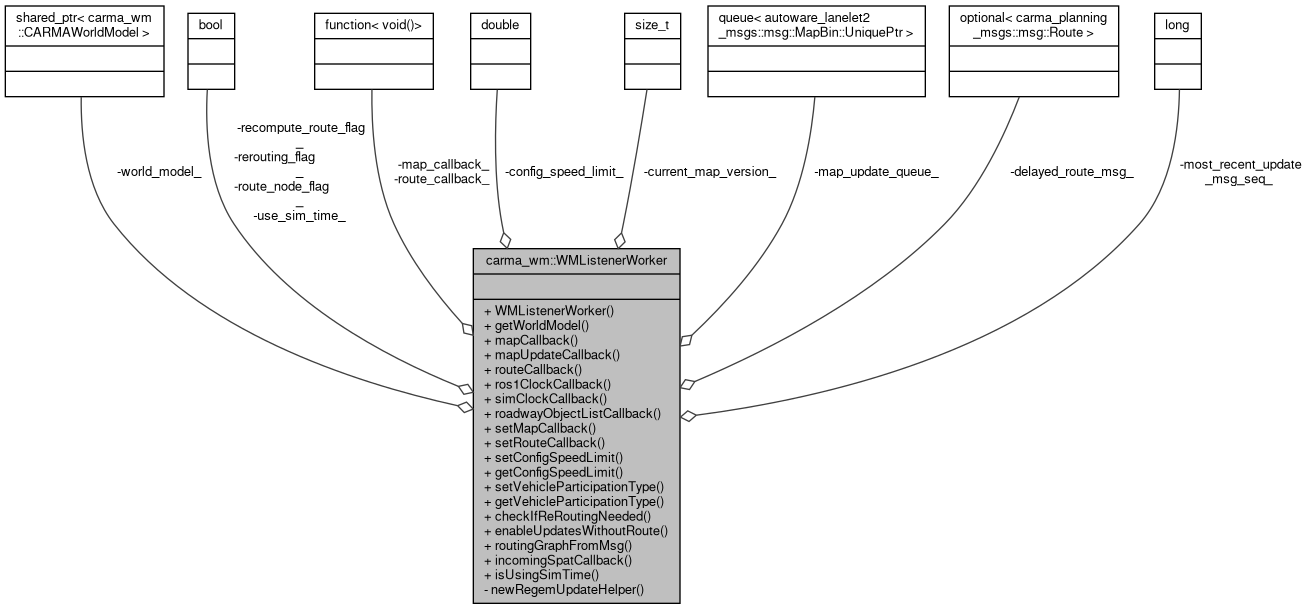 shared_ptr< carma_wm
::CARMAWorldModel >
bool
function< void()>
double
size_t
queue< autoware_lanelet2
_msgs::msg::MapBin::UniquePtr >
optional< carma_planning
_msgs::msg::Route >
long
-world_model_
-recompute_route_flag
_
-rerouting_flag
_
-route_node_flag
_
-use_sim_time_
-map_callback_
-route_callback_
-config_speed_limit_
-current_map_version_
-map_update_queue_
-delayed_route_msg_
-most_recent_update
_msg_seq_
carma_wm::WMListenerWorker
+ WMListenerWorker()
+ getWorldModel()
+ mapCallback()
+ mapUpdateCallback()
+ routeCallback()
+ ros1ClockCallback()
+ simClockCallback()
+ roadwayObjectListCallback()
+ setMapCallback()
+ setRouteCallback()
+ setConfigSpeedLimit()
+ getConfigSpeedLimit()
+ setVehicleParticipationType()
+ getVehicleParticipationType()
+ checkIfReRoutingNeeded()
+ enableUpdatesWithoutRoute()
+ routingGraphFromMsg()
+ incomingSpatCallback()
+ isUsingSimTime()
- newRegemUpdateHelper()